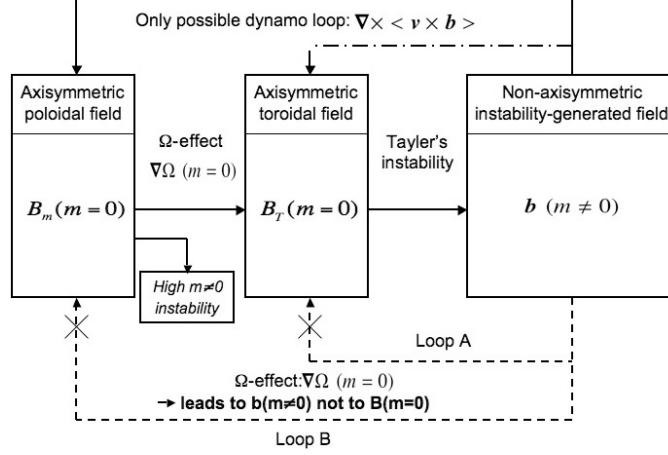 Only possible dynamo loop: ∇× < v × b >
Axisymmetric
poloidal field
Axisymmetric
toroidal field
Non-axisymmetric
instability-generated field
Ω-effect
∇Ω (m = 0)
Tayler's
instability
B_m(m = 0)
B_T(m = 0)
b (m ≠ 0)
High m≠0
instability
Loop A
Ω-effect:∇Ω (m = 0)
→ leads to b(m≠0) not to B(m=0)
Loop B